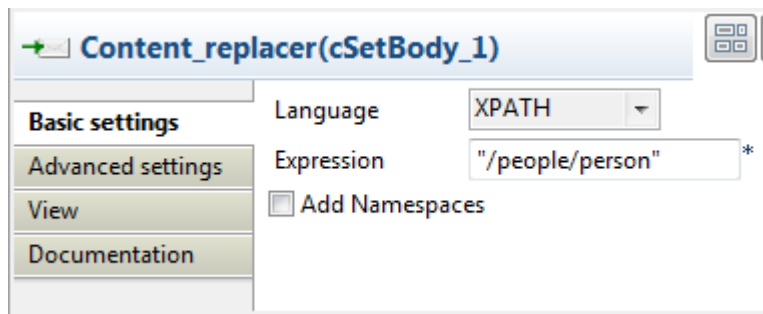 Content_replacer(cSetBody_1)
Basic settings
Advanced settings
View
Documentation
Language XPATH
Expression "/people/person" *
Add Namespaces